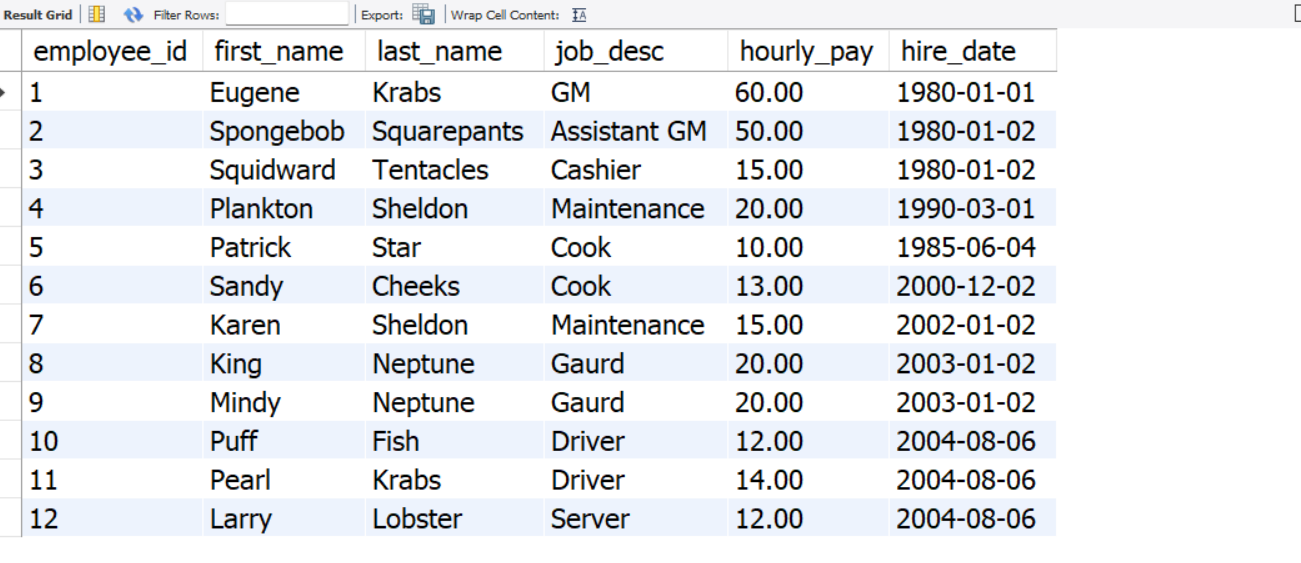 Result Grid Filter Rows: Export: Wrap Cell Content: IA
employee_id first_name last_name job_desc hourly_pay hire_date
1 Eugene Krabs GM 60.00 1980-01-01
2 Spongebob Squarepants Assistant GM 50.00 1980-01-02
3 Squidward Tentacles Cashier 15.00 1980-01-02
4 Plankton Sheldon Maintenance 20.00 1990-03-01
5 Patrick Star Cook 10.00 1985-06-04
6 Sandy Cheeks Cook 13.00 2000-12-02
7 Karen Sheldon Maintenance 15.00 2002-01-02
8 King Neptune Gaurd 20.00 2003-01-02
9 Mindy Neptune Gaurd 20.00 2003-01-02
10 Puff Fish Driver 12.00 2004-08-06
11 Pearl Krabs Driver 14.00 2004-08-06
12 Larry Lobster Server 12.00 2004-08-06